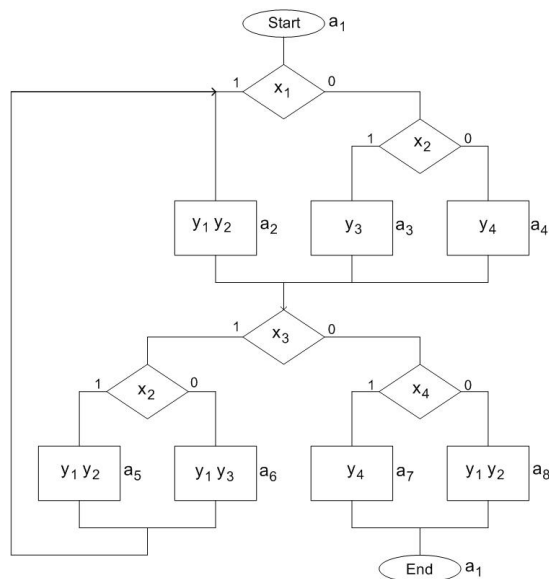 Start a₁
1 x₁ 0
1 x₂ 0
y₁ y₂ a₂ y₃ a₃ y₄ a₄
1 x₃ 0
1 x₂ 0 1 x₄ 0
y₁ y₂ a₅ y₁ y₃ a₆ y₄ a₇ y₁ y₂ a₈
End a₁